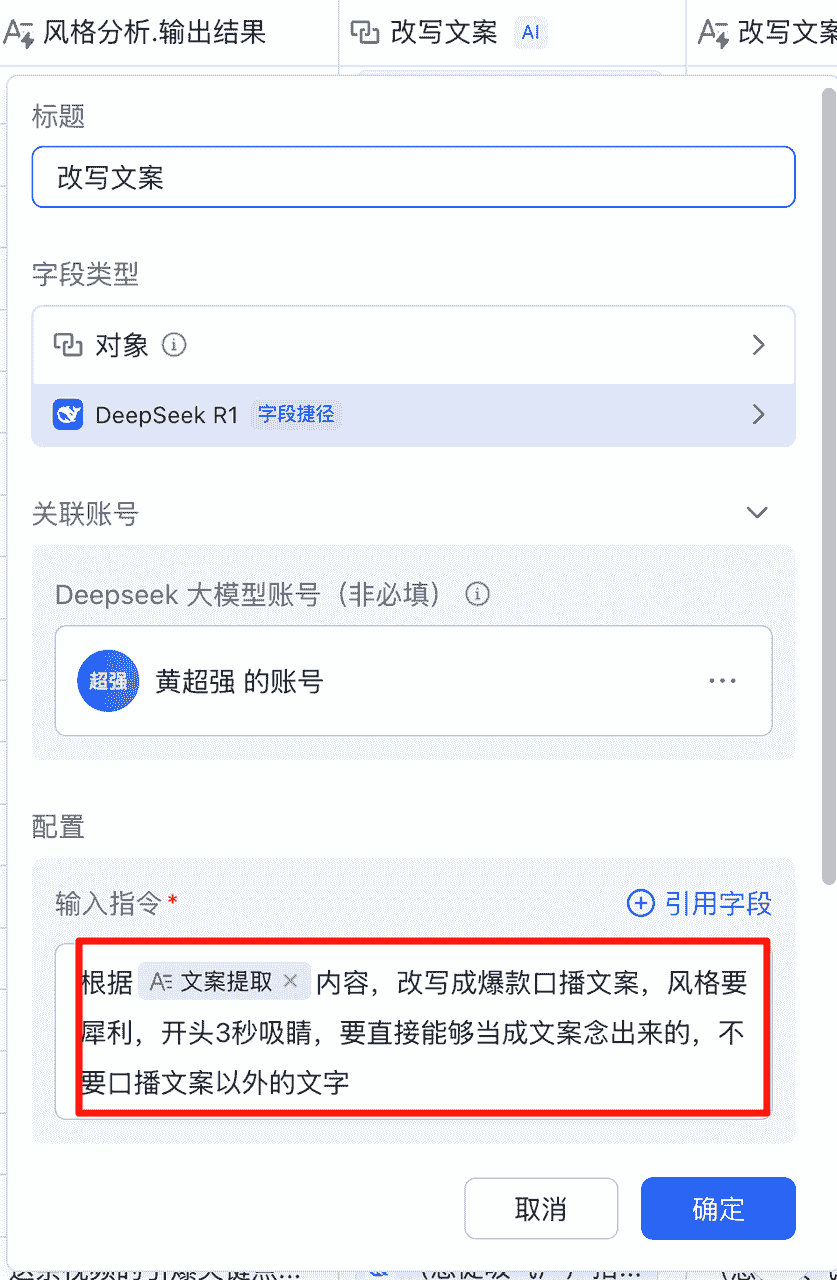 风格分析.输出结果
改写文案 AI
改写文案
标题
改写文案
字段类型
对象
DeepSeek R1 字段捷径
关联账号
Deepseek 大模型账号（非必填）
超强 黄超强 的账号
配置
输入指令* 引用字段
根据 文案提取 × 内容，改写成爆款口播文案，风格要
犀利，开头3秒吸睛，要直接能够当成文案念出来的，不
要口播文案以外的文字
取消 确定